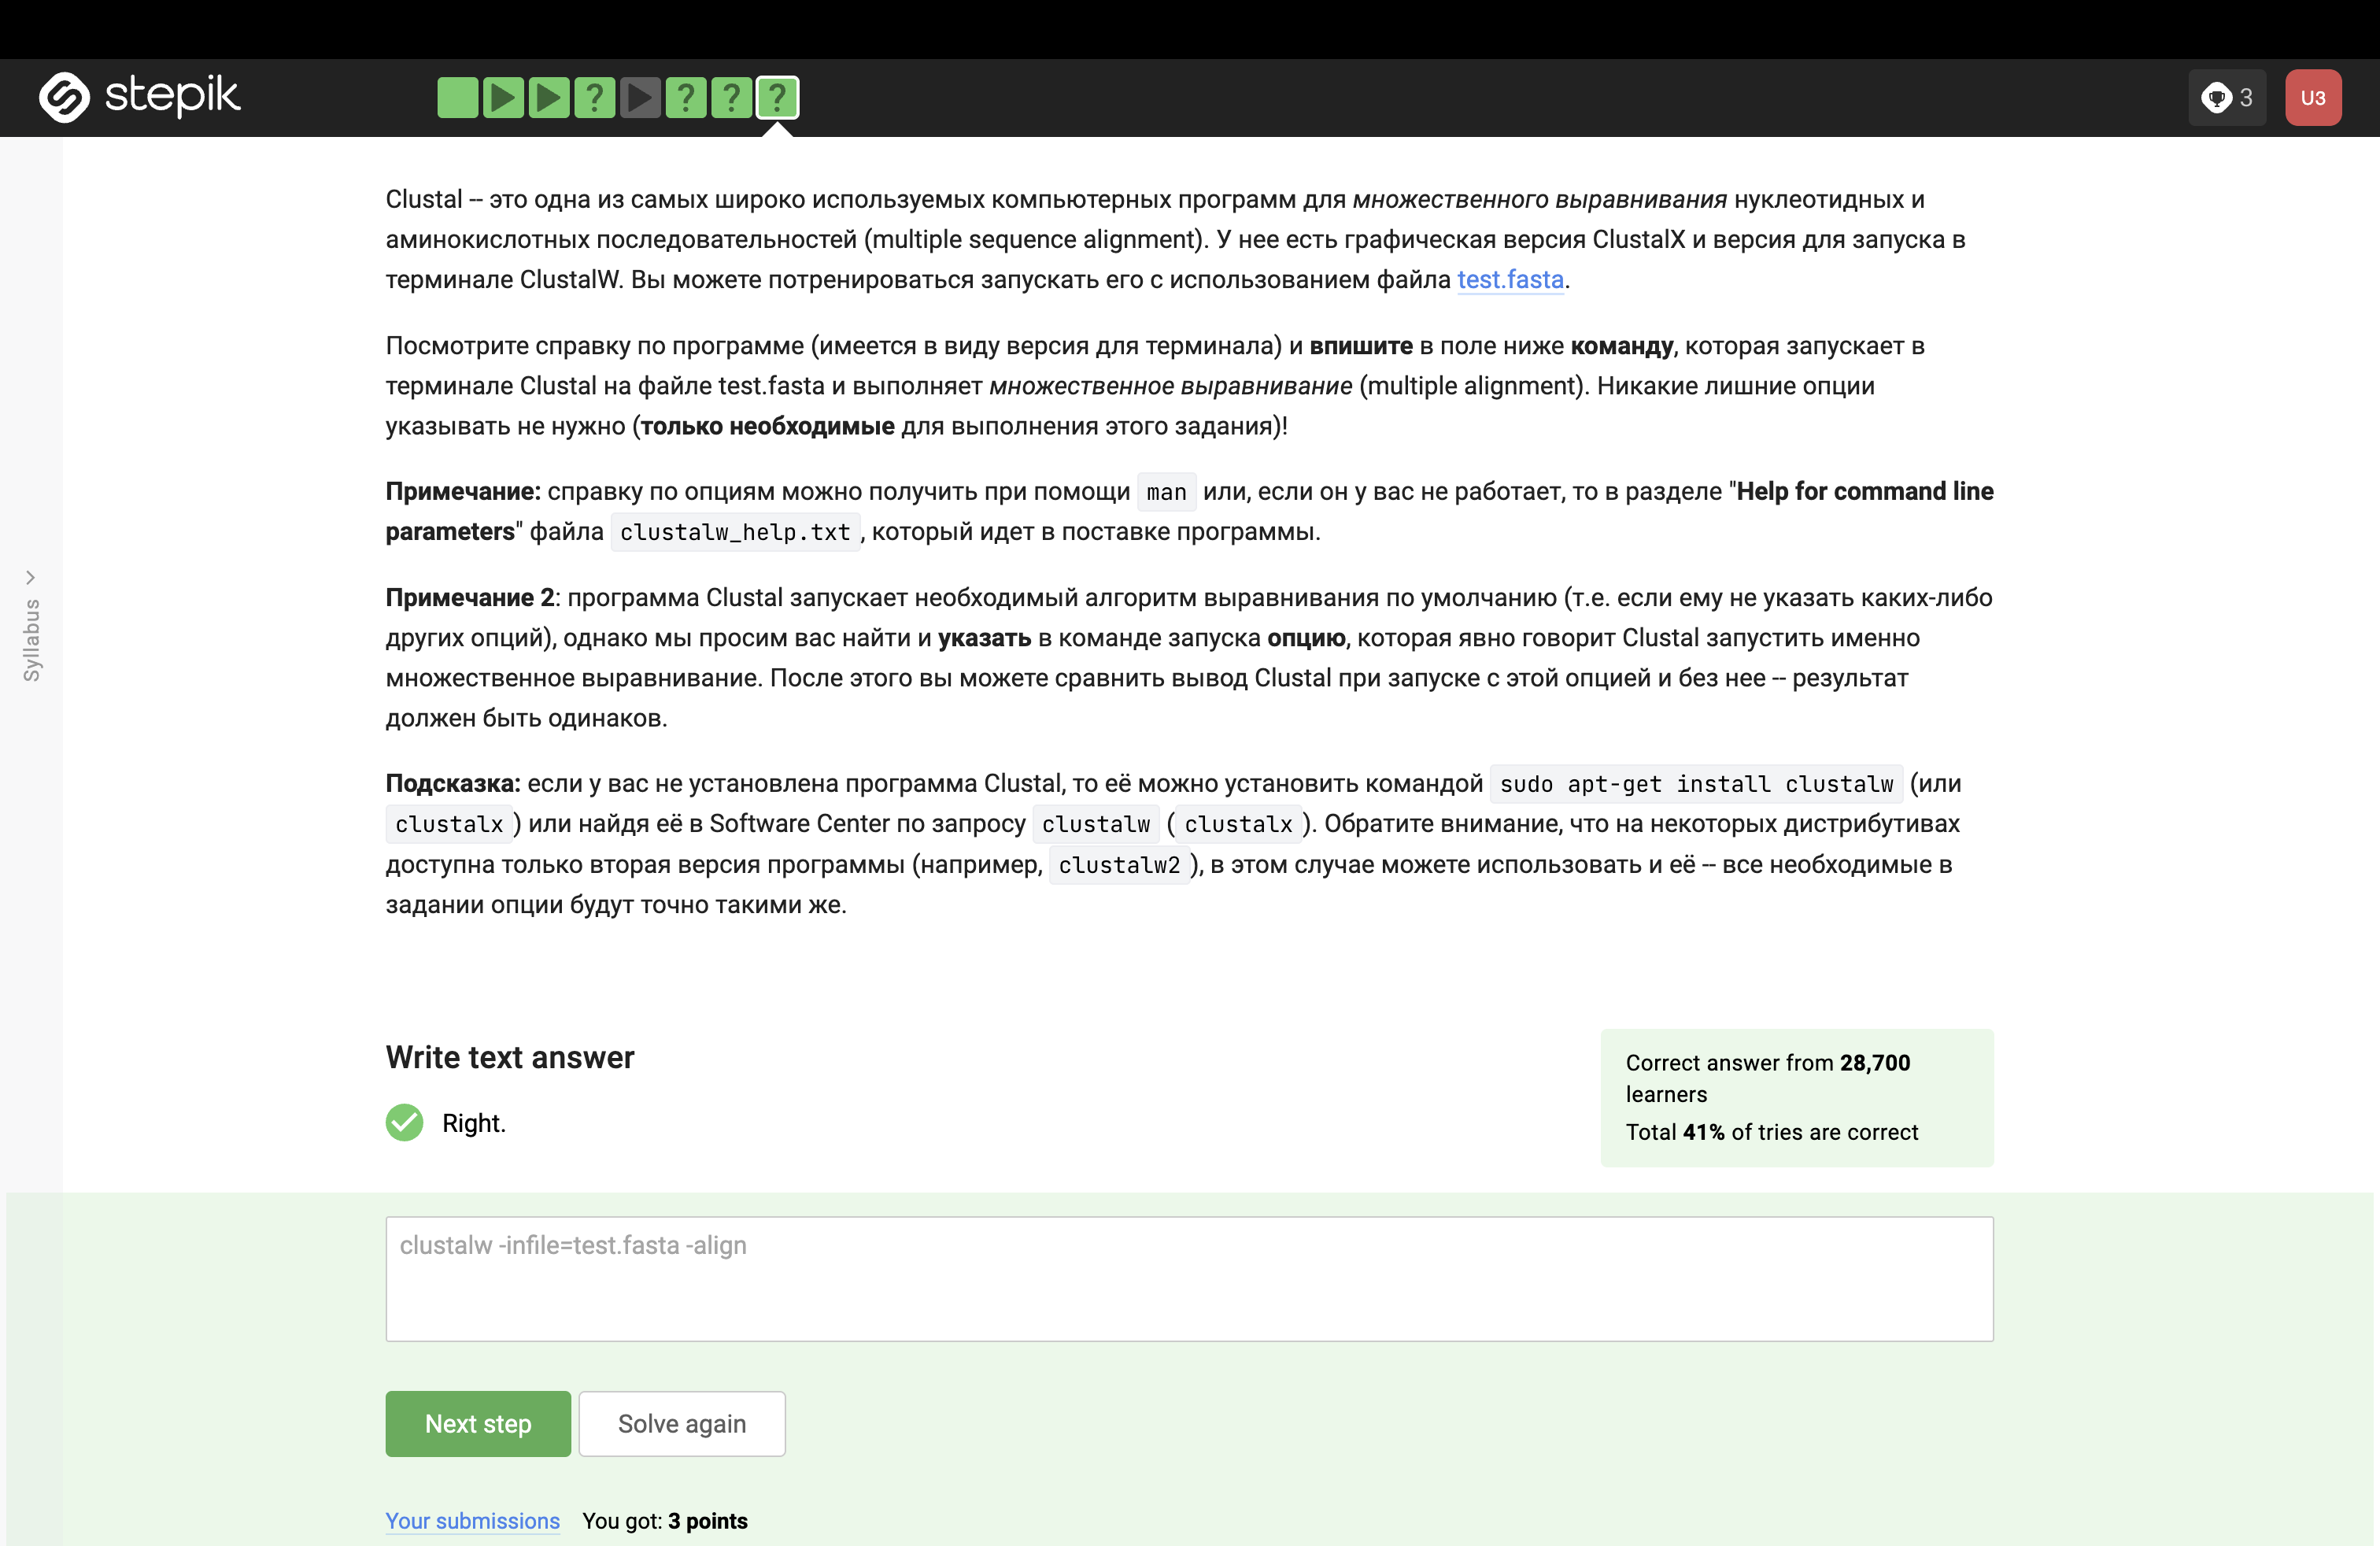 stepik
? ? ? ?
3
U3
Clustal -- это одна из самых широко используемых компьютерных программ для множественного выравнивания нуклеотидных и
аминокислотных последовательностей (multiple sequence alignment). У нее есть графическая версия ClustalX и версия для запуска в
терминале ClustalW. Вы можете потренироваться запускать его с использованием файла test.fasta.
Посмотрите справку по программе (имеется в виду версия для терминала) и впишите в поле ниже команду, которая запускает в
терминале Clustal на файле test.fasta и выполняет множественное выравнивание (multiple alignment). Никакие лишние опции
указывать не нужно (только необходимые для выполнения этого задания)!
Примечание: справку по опциям можно получить при помощи man или, если он у вас не работает, то в разделе "Help for command line
parameters" файла clustalw_help.txt, который идет в поставке программы.
Примечание 2: программа Clustal запускает необходимый алгоритм выравнивания по умолчанию (т.е. если ему не указать каких-либо
других опций), однако мы просим вас найти и указать в команде запуска опцию, которая явно говорит Clustal запустить именно
множественное выравнивание. После этого вы можете сравнить вывод Clustal при запуске с этой опцией и без нее -- результат
должен быть одинаков.
Подсказка: если у вас не установлена программа Clustal, то её можно установить командой sudo apt-get install clustalw (или
clustalx) или найдя её в Software Center по запросу clustalw (clustalx). Обратите внимание, что на некоторых дистрибутивах
доступна только вторая версия программы (например, clustalw2), в этом случае можете использовать и её -- все необходимые в
задании опции будут точно такими же.
Syllabus
Write text answer
Right.
Correct answer from 28,700
learners
Total 41% of tries are correct
clustalw -infile=test.fasta -align
Next step
Solve again
Your submissions You got: 3 points